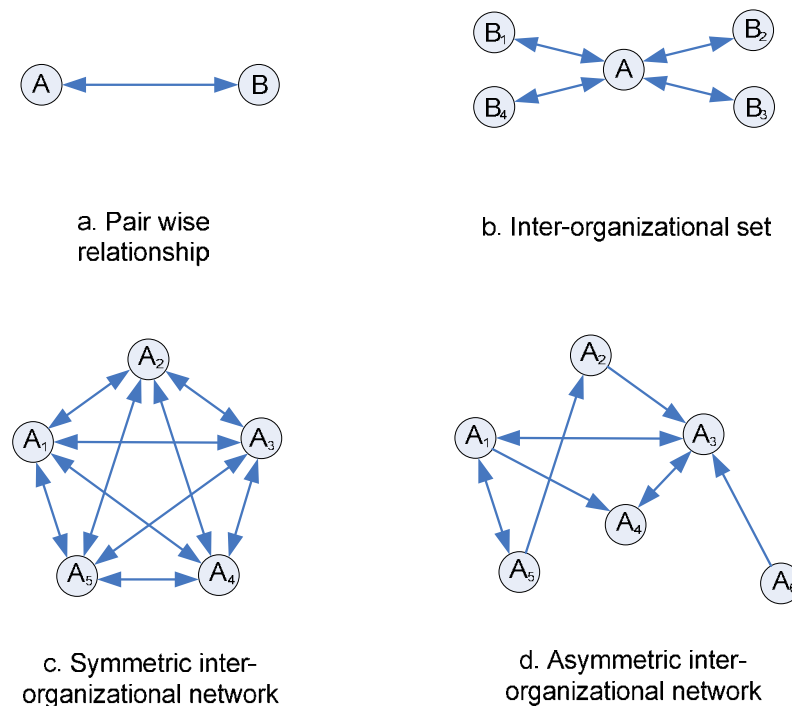 A B
B₁ B₂
A
B₄ B₃
a. Pair wise
relationship
b. Inter-organizational set
A₂
A₁ A₃
A₅ A₄
A₂
A₁ A₃
A₄
A₅
A₆
c. Symmetric inter-
organizational network
d. Asymmetric inter-
organizational network